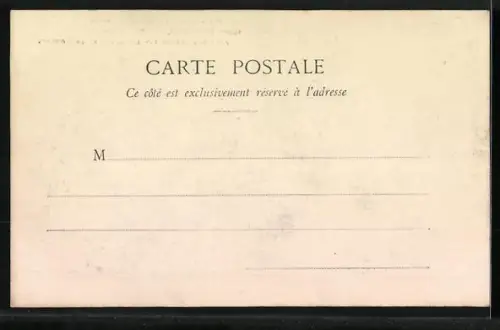 CARTE POSTALE
Ce côté est exclusivement réservé à l'adresse
M